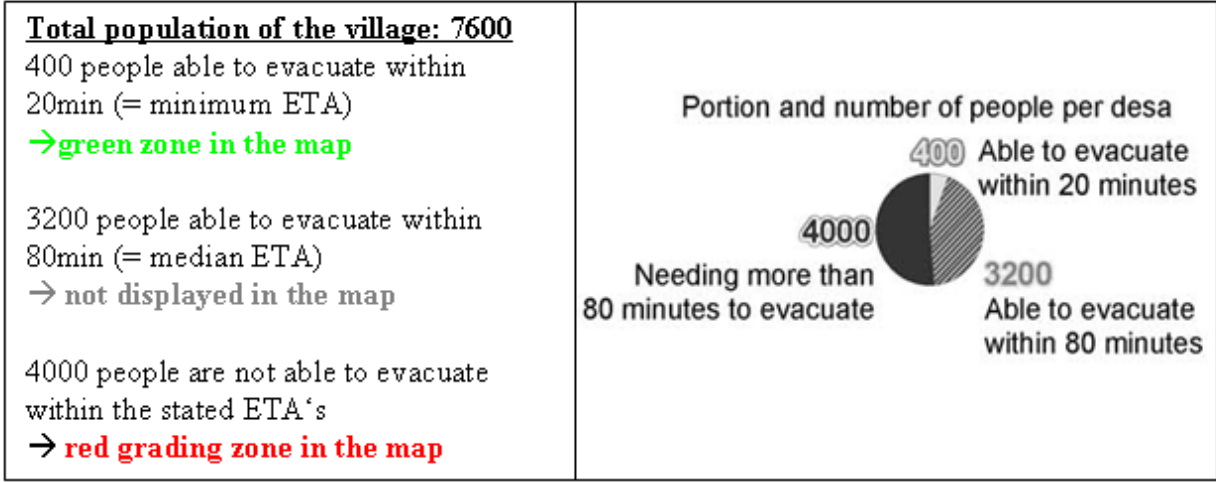 Total population of the village: 7600
400 people able to evacuate within
20min (= minimum ETA)
→green zone in the map
3200 people able to evacuate within
80min (= median ETA)
→ not displayed in the map
4000 people are not able to evacuate
within the stated ETA‘s
→ red grading zone in the map
Portion and number of people per desa
400 Able to evacuate
within 20 minutes
4000
Needing more than
80 minutes to evacuate
3200
Able to evacuate
within 80 minutes